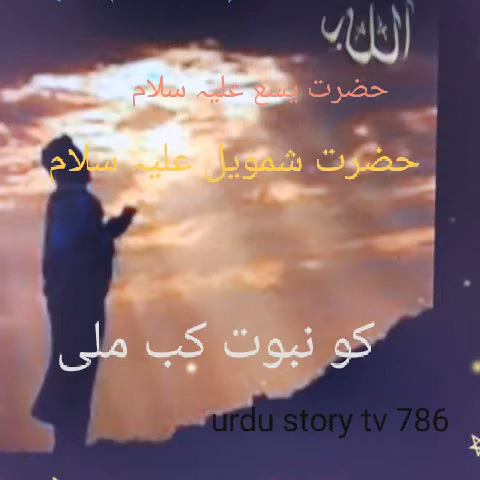 اللہ
حضرت یسع علیہ سلام
حضرت شمویل علیہ سلام
کو نبوت کب ملی
urdu story tv 786